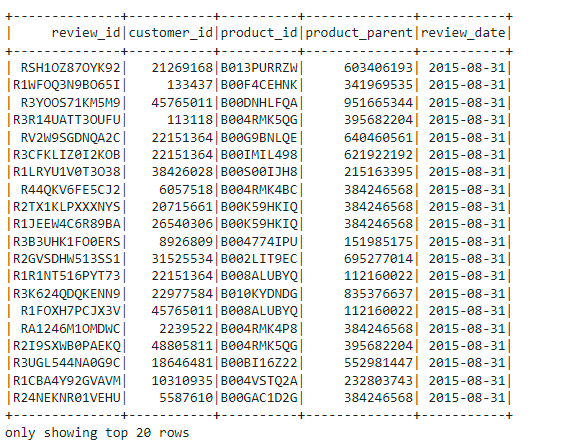 +--------------+-----------+----------+--------------+-----------+
|     review_id|customer_id|product_id|product_parent|review_date|
+--------------+-----------+----------+--------------+-----------+
| RSH1OZ87OYK92|   21269168|B013PURRZW|     603406193| 2015-08-31|
|R1WFOQ3N9BO65I|     133437|B00F4CEHNK|     341969535| 2015-08-31|
| R3YOOS71KM5M9|   45765011|B00DNHLFQA|     951665344| 2015-08-31|
|R3R14UATT3OUFU|     113118|B004RMK5QG|     395682204| 2015-08-31|
| RV2W9SGDNQA2C|   22151364|B00G9BNLQE|     640460561| 2015-08-31|
|R3CFKLIZ0I2KOB|   22151364|B00IMIL498|     621922192| 2015-08-31|
|R1LRYU1V0T3O38|   38426028|B00S00IJH8|     215163395| 2015-08-31|
| R44QKV6FE5CJ2|    6057518|B004RMK4BC|     384246568| 2015-08-31|
|R2TX1KLPXXXNYS|   20715661|B00K59HKIQ|     384246568| 2015-08-31|
|R1JEEW4C6R89BA|   26540306|B00K59HKIQ|     384246568| 2015-08-31|
|R3B3UHK1FO0ERS|    8926809|B004774IPU|     151985175| 2015-08-31|
|R2GVSDHW513SS1|   31525534|B002LIT9EC|     695277014| 2015-08-31|
|R1R1NT516PYT73|   22151364|B008ALUBYQ|     112160022| 2015-08-31|
|R3K624QDQKENN9|   22977584|B010KYDNDG|     835376637| 2015-08-31|
| R1FOXH7PCJX3V|   45765011|B008ALUBYQ|     112160022| 2015-08-31|
| RA1246M1OMDWC|    2239522|B004RMK4P8|     384246568| 2015-08-31|
|R2I9SXWB0PAEKQ|   48805811|B004RMK5QG|     395682204| 2015-08-31|
|R3UGL544NA0G9C|   18646481|B00BI16Z22|     552981447| 2015-08-31|
|R1CBA4Y92GVAVM|   10310935|B004VSTQ2A|     232803743| 2015-08-31|
|R24NEKNR01VEHU|    5587610|B00GAC1D2G|     384246568| 2015-08-31|
+--------------+-----------+----------+--------------+-----------+
only showing top 20 rows